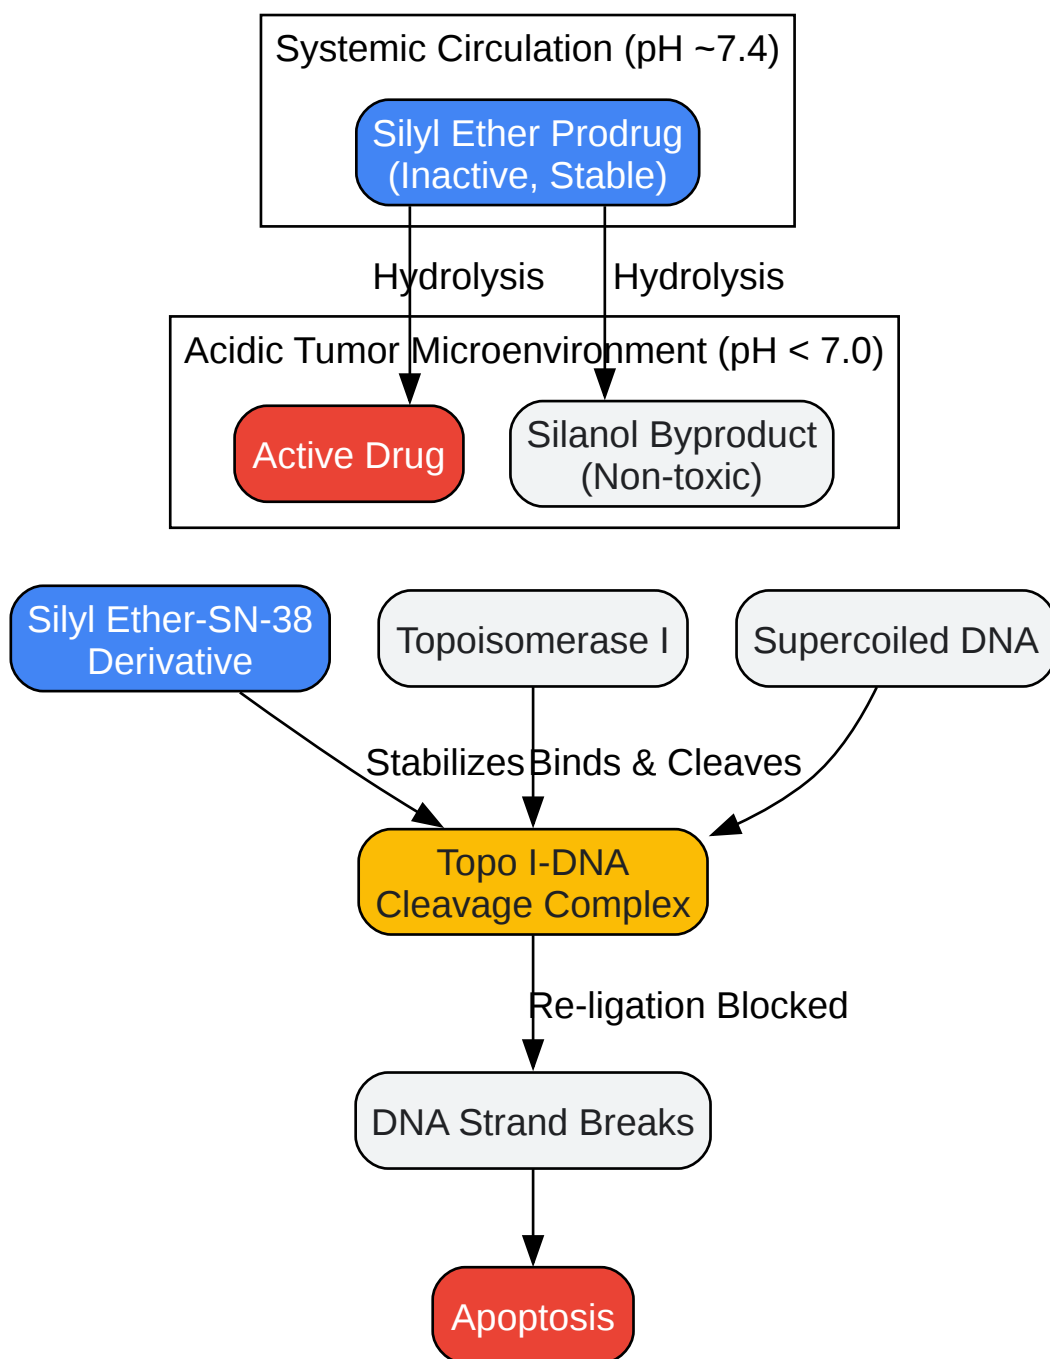 Systemic Circulation (pH ~7.4)
Silyl Ether Prodrug
(Inactive, Stable)
Hydrolysis
Hydrolysis
Acidic Tumor Microenvironment (pH < 7.0)
Active Drug
Silanol Byproduct
(Non-toxic)
Silyl Ether-SN-38
Derivative
Topoisomerase I
Supercoiled DNA
Stabilizes
Binds & Cleaves
Topo I-DNA
Cleavage Complex
Re-ligation Blocked
DNA Strand Breaks
Apoptosis